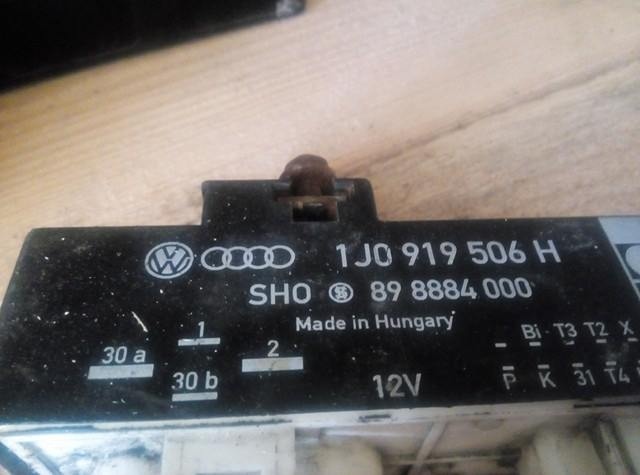 1J0 919 506 H
SHO 89 8884 000
Made in Hungary
1
2
30 a
30 b
12V
Bi T3 T2 X
P K 31 T4